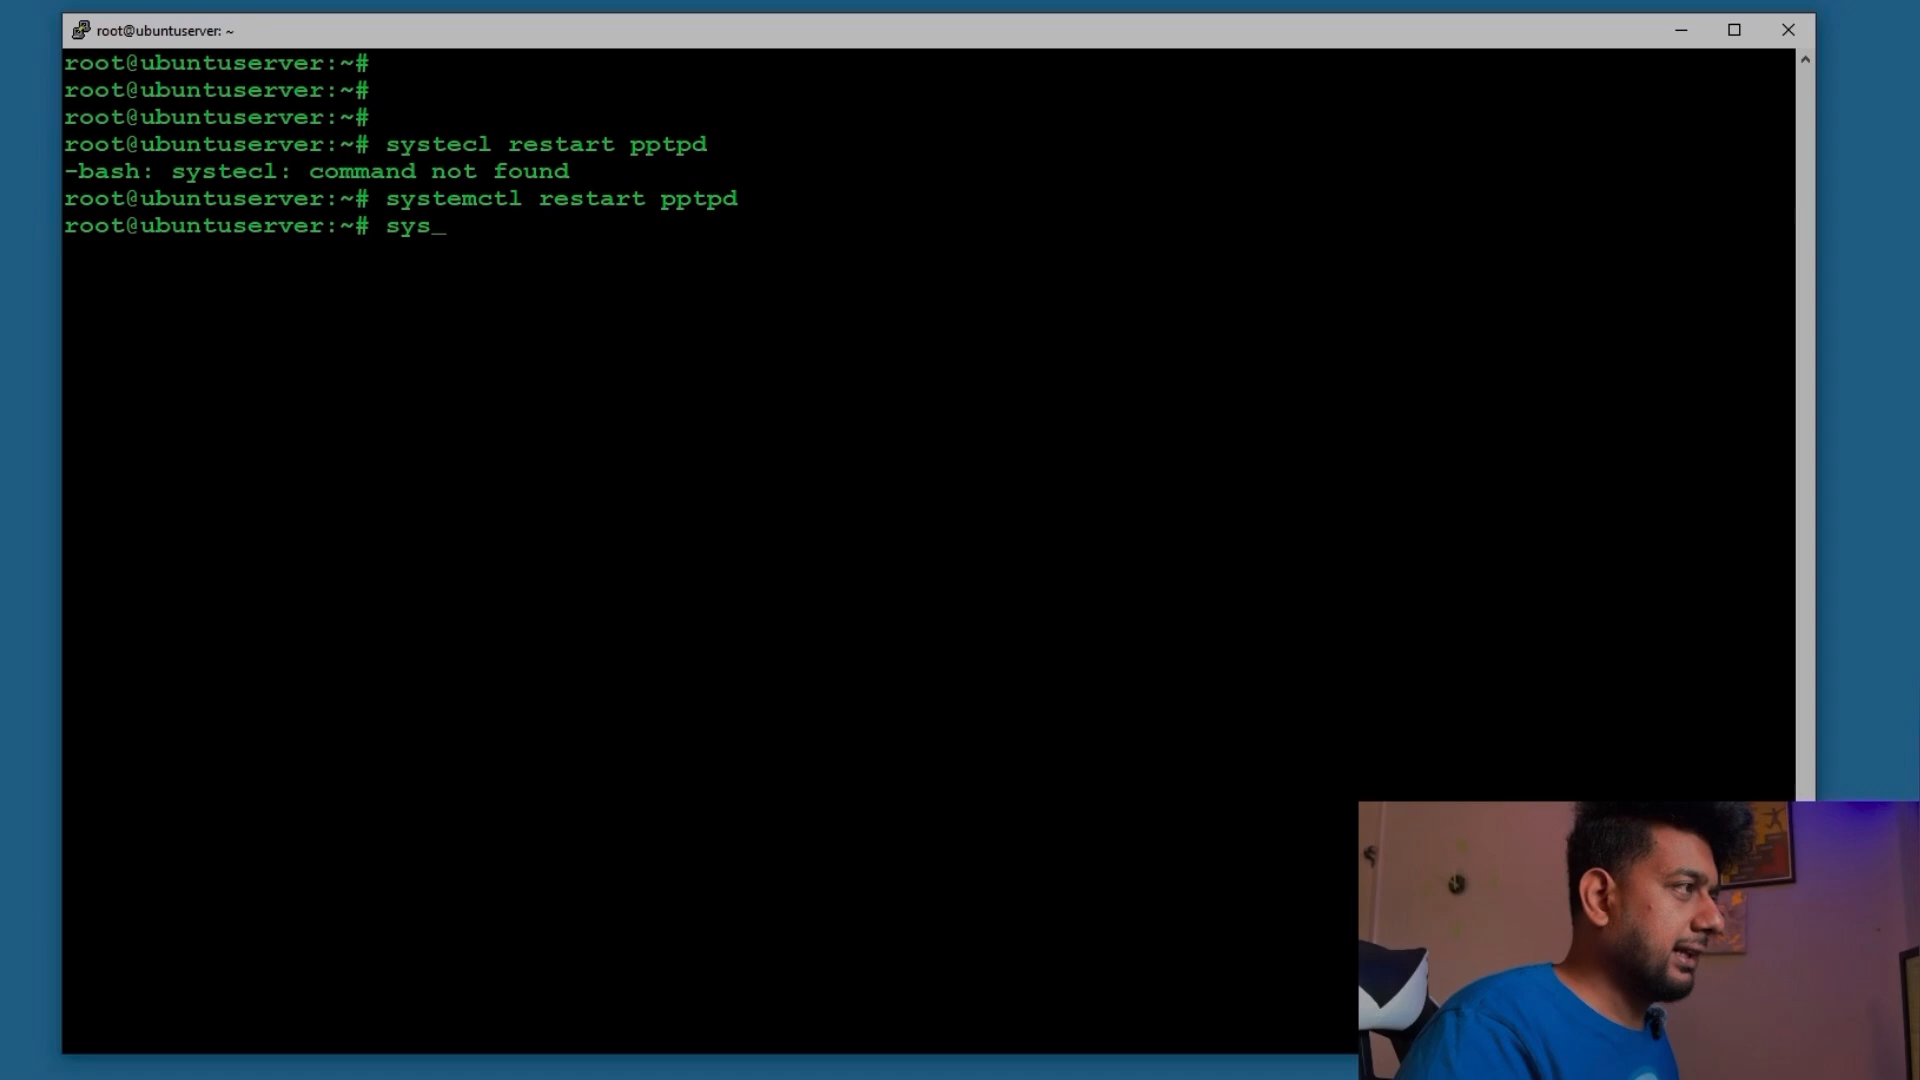 root@ubuntuserver: ~
root@ubuntuserver:~#
root@ubuntuserver:~#
root@ubuntuserver:~#
root@ubuntuserver:~# systecl restart pptpd
-bash: systecl: command not found
root@ubuntuserver:~# systemctl restart pptpd
root@ubuntuserver:~# sys_